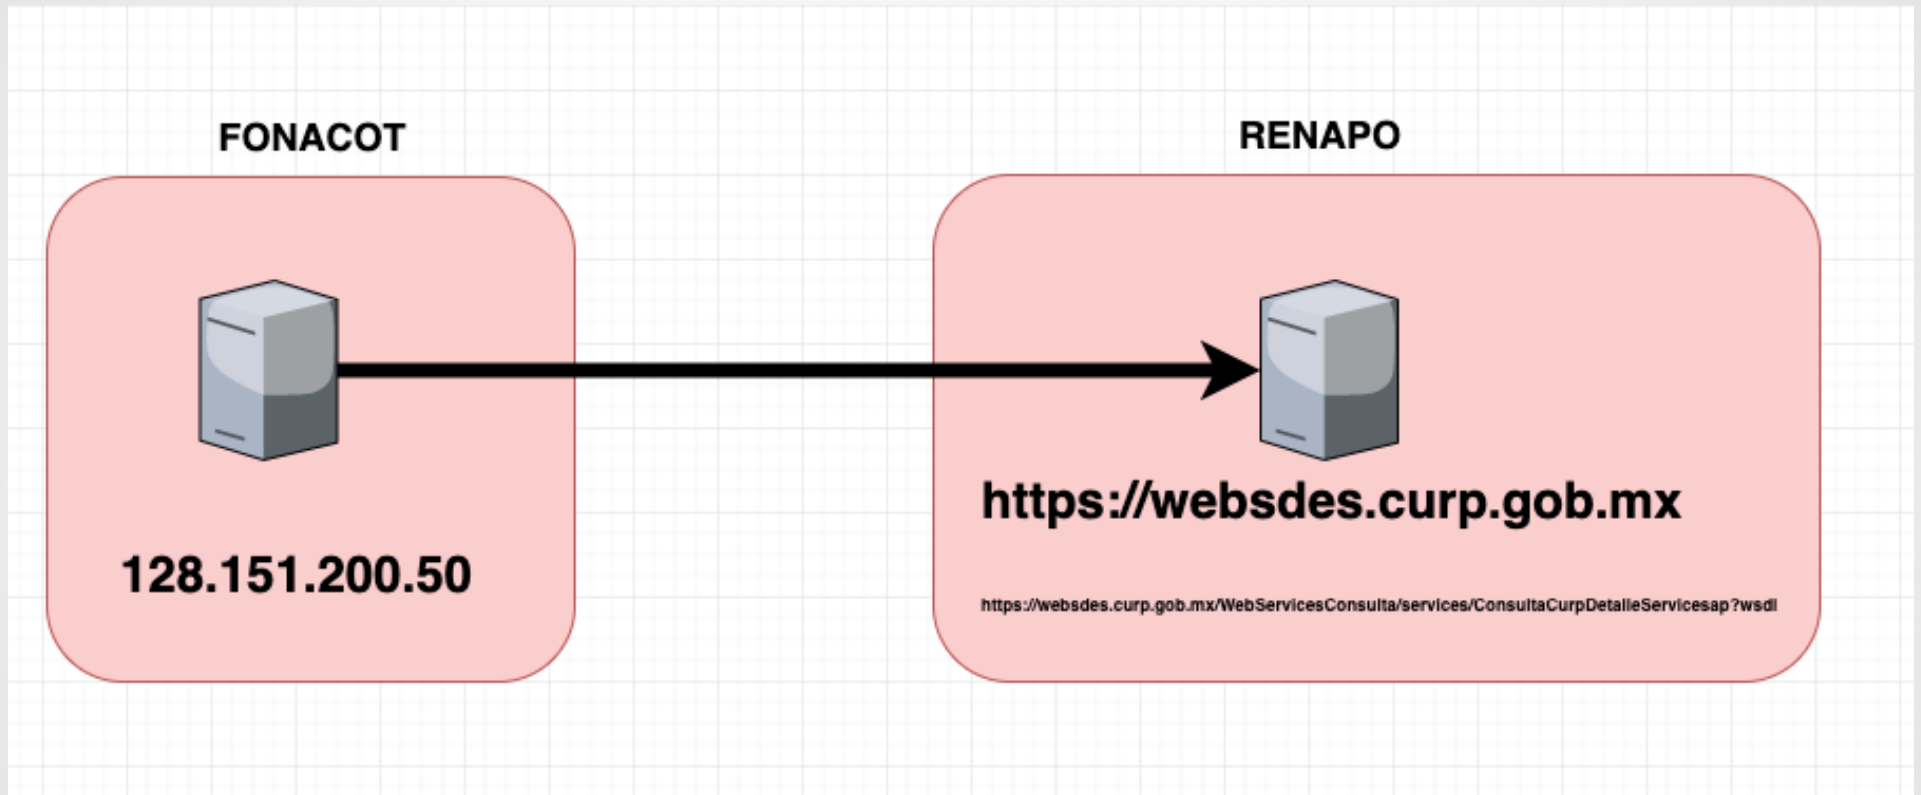 FONACOT
RENAPO
128.151.200.50
https://websdes.curp.gob.mx
https://websdes.curp.gob.mx/WebServicesConsulta/services/ConsultaCurpDetalleServicesap?wsdl